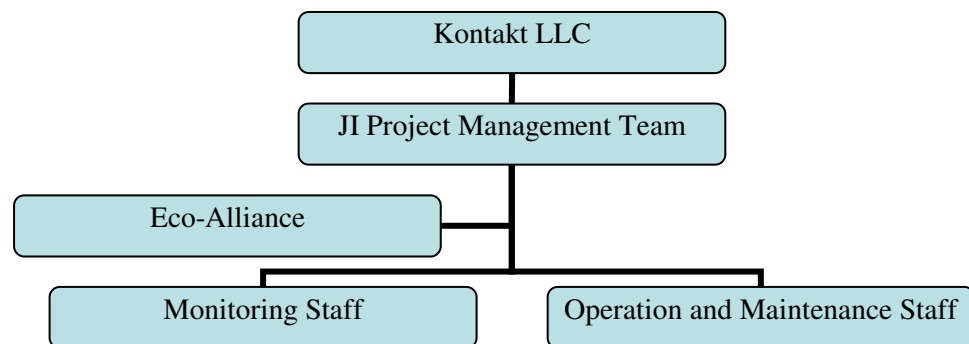 Kontakt LLC
JI Project Management Team
Eco-Alliance
Monitoring Staff
Operation and Maintenance Staff